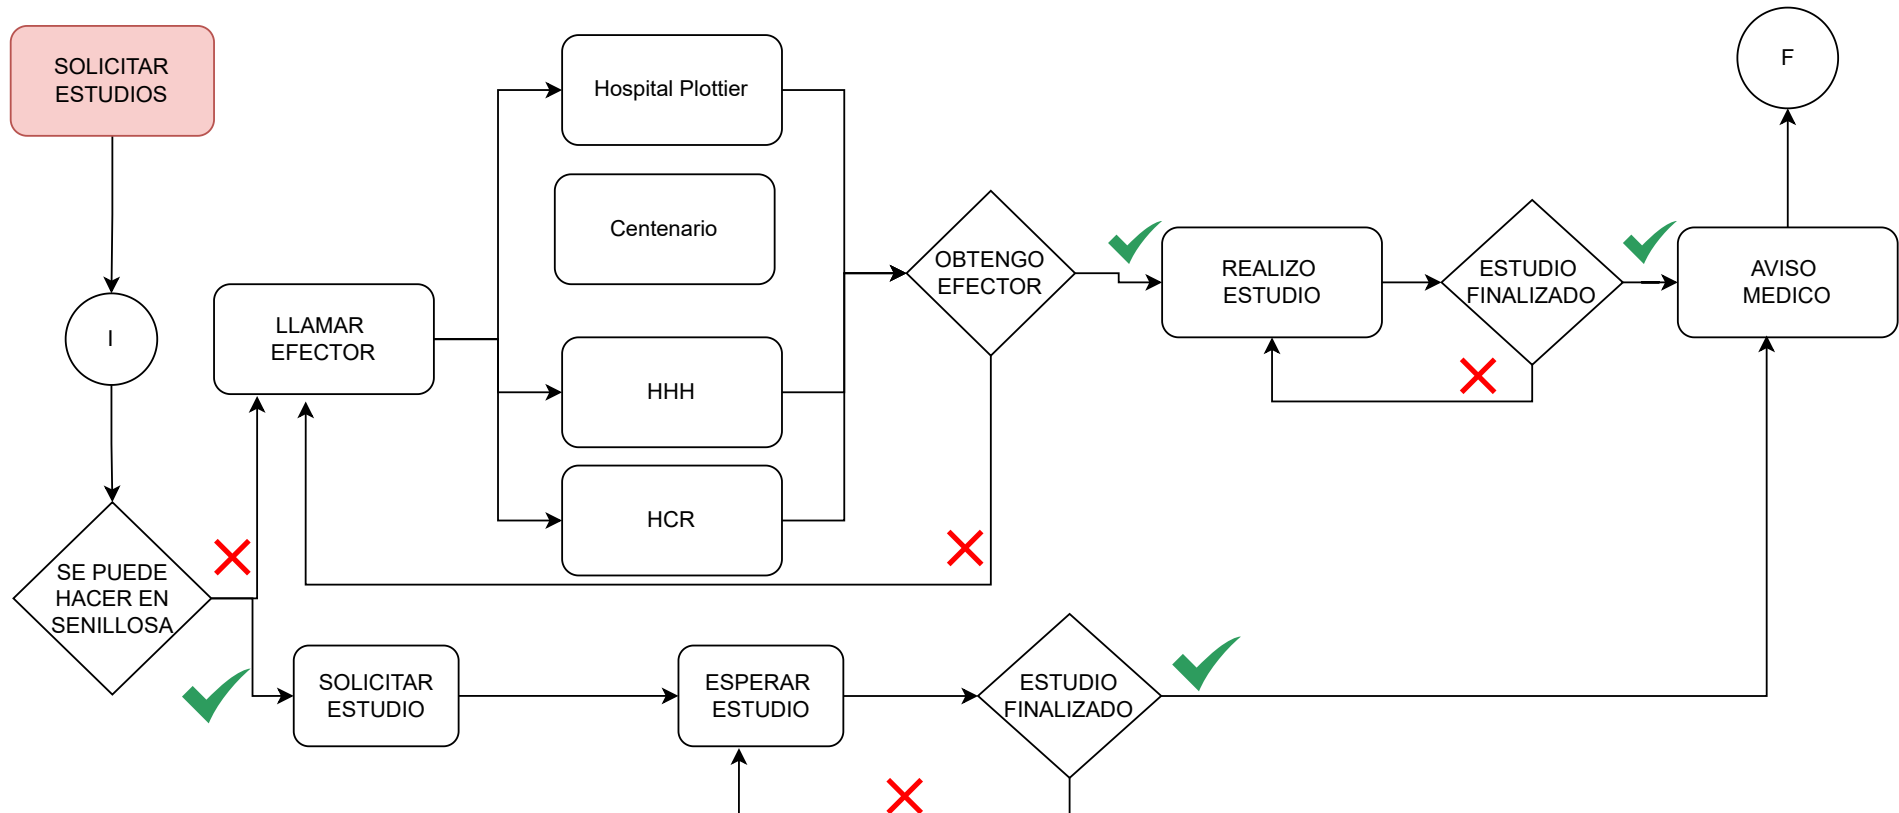 SOLICITAR
ESTUDIOS
I
SE PUEDE
HACER EN
SENILLOSA
LLAMAR
EFECTOR
Hospital Plottier
Centenario
HHH
HCR
OBTENGO
EFECTOR
REALIZO
ESTUDIO
ESTUDIO
FINALIZADO
AVISO
MEDICO
F
SOLICITAR
ESTUDIO
ESPERAR
ESTUDIO
ESTUDIO
FINALIZADO